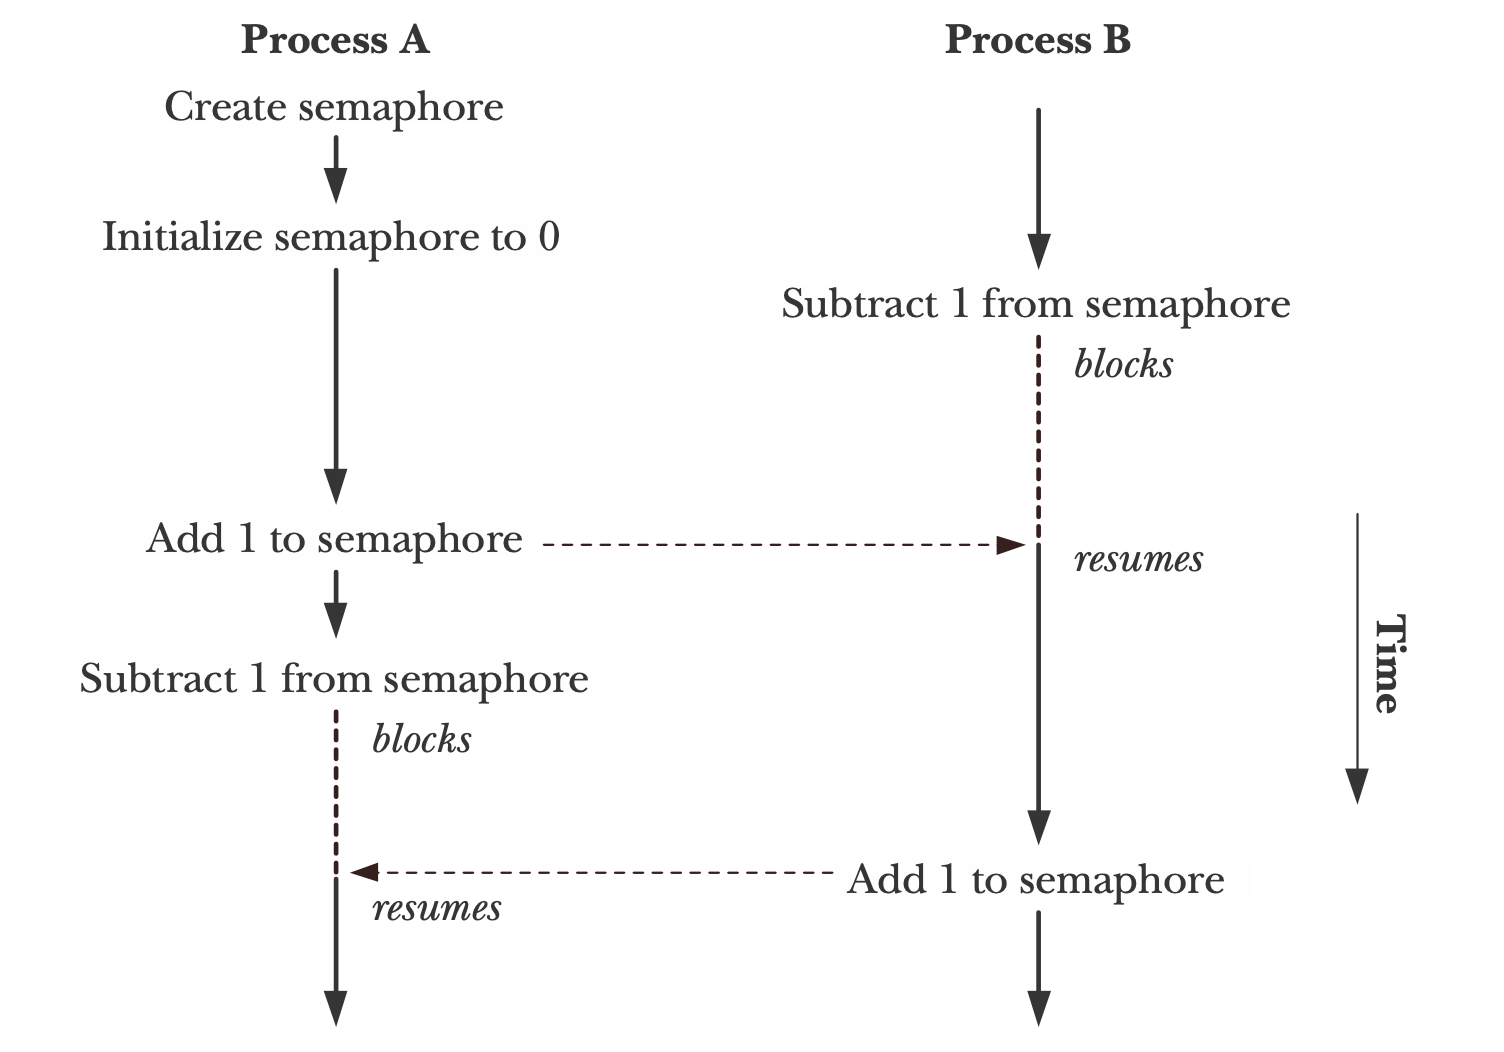 Process A
Process B
Create semaphore
Initialize semaphore to 0
Subtract 1 from semaphore
blocks
Add 1 to semaphore
resumes
Time
Subtract 1 from semaphore
blocks
Add 1 to semaphore
resumes